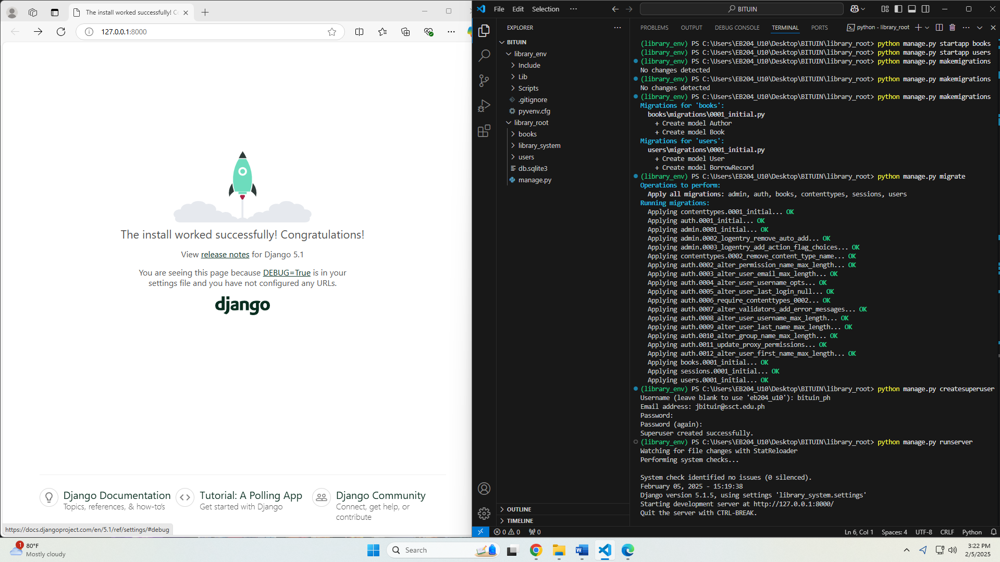 The install worked successfully! Co
127.0.0.1:8000
The install worked successfully! Congratulations!
View release notes for Django 5.1
You are seeing this page because DEBUG=True is in your
settings file and you have not configured any URLs.
django
Django Documentation
Topics, references, & how-to's
Tutorial: A Polling App
Get started with Django
Django Community
Connect, get help, or
contribute
https://docs.djangoproject.com/en/5.1/ref/settings/#debug
File Edit Selection ···
BITUIN
EXPLORER
BITUIN
library_env
Include
Lib
Scripts
.gitignore
pyvenv.cfg
library_root
books
library_system
users
db.sqlite3
manage.py
OUTLINE
TIMELINE
PROBLEMS OUTPUT DEBUG CONSOLE TERMINAL PORTS python - library_root
(library_env) PS C:\Users\EB204_U10\Desktop\BITUIN\library_root> python manage.py startapp books
(library_env) PS C:\Users\EB204_U10\Desktop\BITUIN\library_root> python manage.py startapp users
(library_env) PS C:\Users\EB204_U10\Desktop\BITUIN\library_root> python manage.py makemigrations
No changes detected
(library_env) PS C:\Users\EB204_U10\Desktop\BITUIN\library_root> python manage.py makemigrations
No changes detected
(library_env) PS C:\Users\EB204_U10\Desktop\BITUIN\library_root> python manage.py makemigrations
Migrations for 'books':
books\migrations\0001_initial.py
+ Create model Author
+ Create model Book
Migrations for 'users':
users\migrations\0001_initial.py
+ Create model User
+ Create model BorrowRecord
(library_env) PS C:\Users\EB204_U10\Desktop\BITUIN\library_root> python manage.py migrate
Operations to perform:
Apply all migrations: admin, auth, books, contenttypes, sessions, users
Running migrations:
Applying contenttypes.0001_initial... OK
Applying auth.0001_initial... OK
Applying admin.0001_initial... OK
Applying admin.0002_logentry_remove_auto_add... OK
Applying admin.0003_logentry_add_action_flag_choices... OK
Applying contenttypes.0002_remove_content_type_name... OK
Applying auth.0002_alter_permission_name_max_length... OK
Applying auth.0003_alter_user_email_max_length... OK
Applying auth.0004_alter_user_username_opts... OK
Applying auth.0005_alter_user_last_login_null... OK
Applying auth.0006_require_contenttypes_0002... OK
Applying auth.0007_alter_validators_add_error_messages... OK
Applying auth.0008_alter_user_username_max_length... OK
Applying auth.0009_alter_user_last_name_max_length... OK
Applying auth.0010_alter_group_name_max_length... OK
Applying auth.0011_update_proxy_permissions... OK
Applying auth.0012_alter_user_first_name_max_length... OK
Applying books.0001_initial... OK
Applying sessions.0001_initial... OK
Applying users.0001_initial... OK
(library_env) PS C:\Users\EB204_U10\Desktop\BITUIN\library_root> python manage.py createsuperuser
Username (leave blank to use 'eb204_u10'): bituin_ph
Email address: jbituin@ssct.edu.ph
Password:
Password (again):
Superuser created successfully.
(library_env) PS C:\Users\EB204_U10\Desktop\BITUIN\library_root> python manage.py runserver
Watching for file changes with StatReloader
Performing system checks...
System check identified no issues (0 silenced).
February 05, 2025 - 15:19:38
Django version 5.1.5, using settings 'library_system.settings'
Starting development server at http://127.0.0.1:8000/
Quit the server with CTRL-BREAK.
0 0 0 Ln 6, Col 1 Spaces: 4 UTF-8 CRLF Python
1
80°F
Mostly cloudy
Search
3:22 PM
2/5/2025